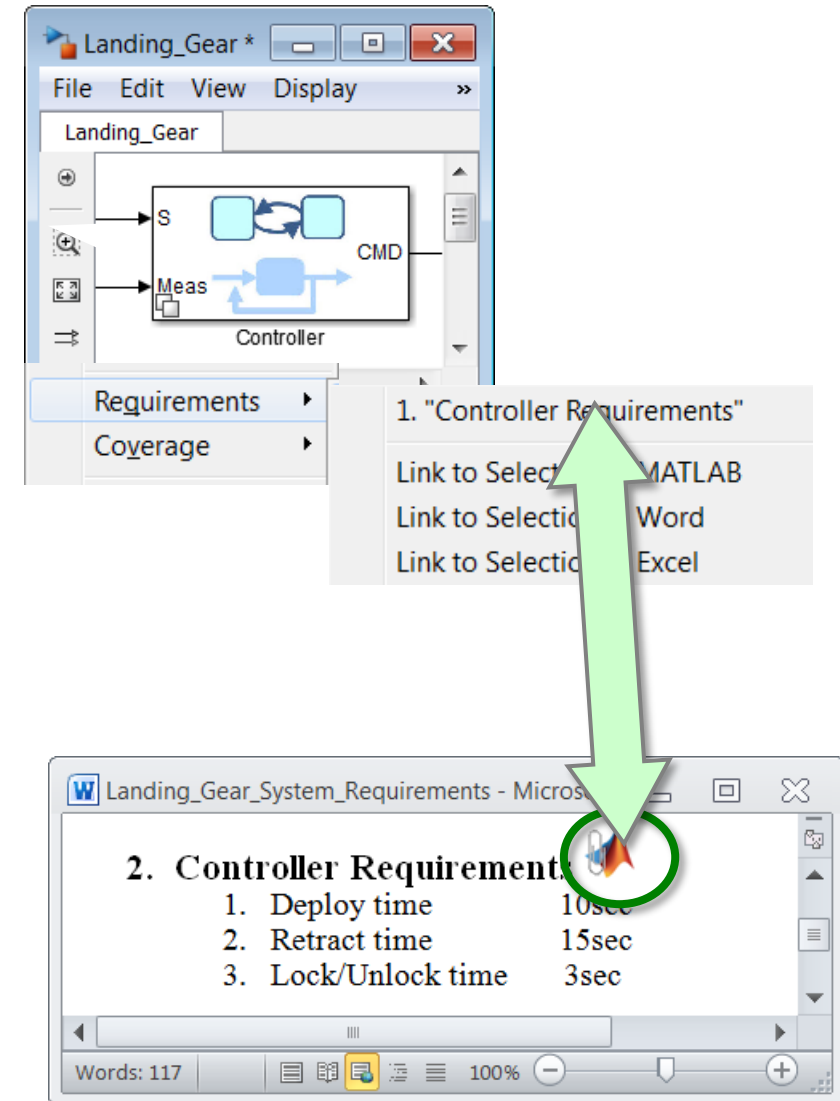 Landing_Gear *
File Edit View Display »
Landing_Gear
S
CMD
Meas
Controller
Requirements
Coverage
1. "Controller Requirements"
Link to Selec MATLAB
Link to Selectio Word
Link to Selectio Excel
W Landing_Gear_System_Requirements - Micros
2. Controller Requirements
1. Deploy time 10sec
2. Retract time 15sec
3. Lock/Unlock time 3sec
Words: 117 100%